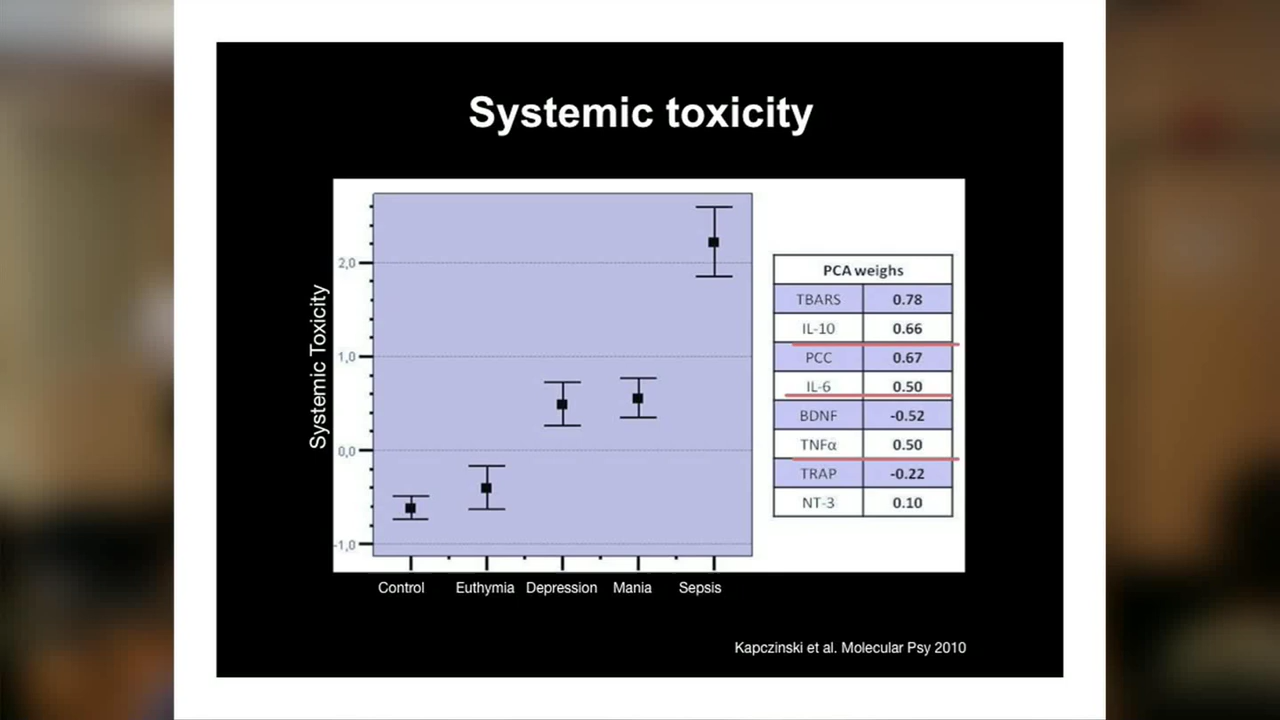 Systemic toxicity
Systemic Toxicity
2,0
1,0
0,0
-1,0
Control Euthymia Depression Mania Sepsis
PCA weighs
TBARS 0.78
IL-10 0.66
PCC 0.67
IL-6 0.50
BDNF -0.52
TNFα 0.50
TRAP -0.22
NT-3 0.10
Kapczinski et al. Molecular Psy 2010